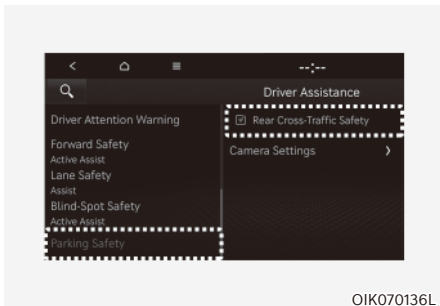 --:--
Driver Assistance
Driver Attention Warning
Forward Safety
Active Assist
Lane Safety
Assist
Blind-Spot Safety
Active Assist
Parking Safety
Rear Cross-Traffic Safety
Camera Settings
OIK070136L